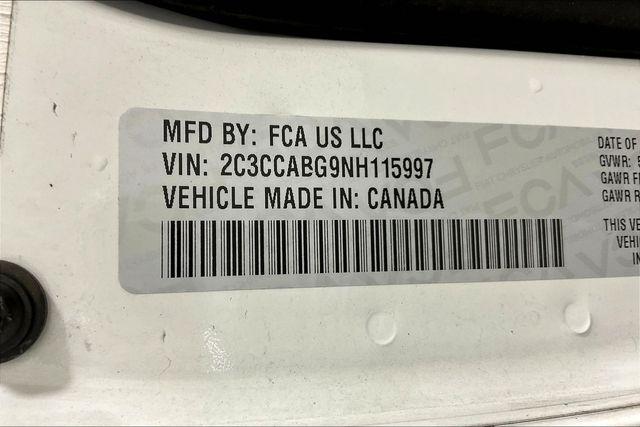 MFD BY: FCA US LLC
VIN: 2C3CCABG9NH115997
VEHICLE MADE IN: CANADA
DATE OF
GVWR:
GAWR
GAWR
THIS VE
VEHI
IN